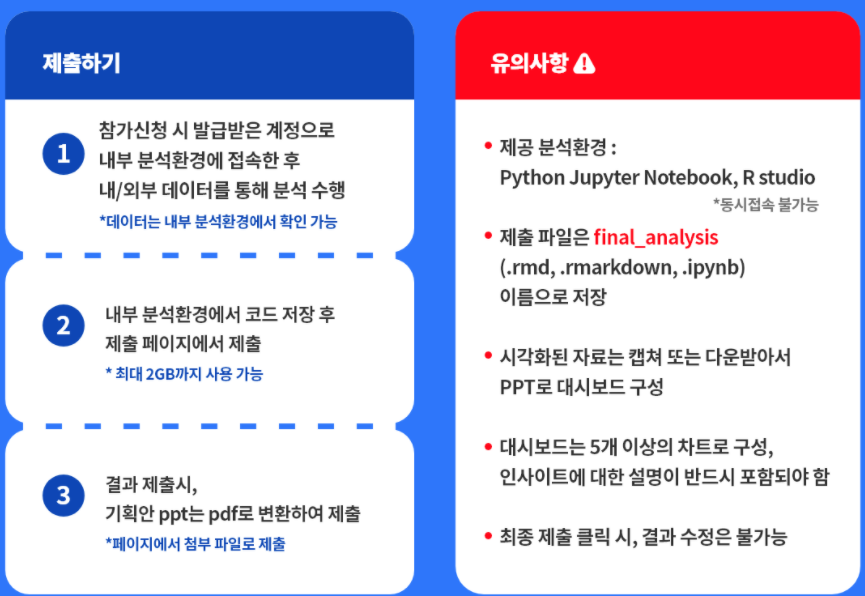 제출하기
1
참가신청 시 발급받은 계정으로
내부 분석환경에 접속한 후
내/외부 데이터를 통해 분석 수행
*데이터는 내부 분석환경에서 확인 가능
2
내부 분석환경에서 코드 저장 후
제출 페이지에서 제출
* 최대 2GB까지 사용 가능
3
결과 제출시,
기획안 ppt는 pdf로 변환하여 제출
*페이지에서 첨부 파일로 제출
유의사항
• 제공 분석환경 :
Python Jupyter Notebook, R studio
*동시접속 불가능
• 제출 파일은 final_analysis
(.rmd, .rmarkdown, .ipynb)
이름으로 저장
• 시각화된 자료는 캡쳐 또는 다운받아서
PPT로 대시보드 구성
• 대시보드는 5개 이상의 차트로 구성,
인사이트에 대한 설명이 반드시 포함되야 함
• 최종 제출 클릭 시, 결과 수정은 불가능